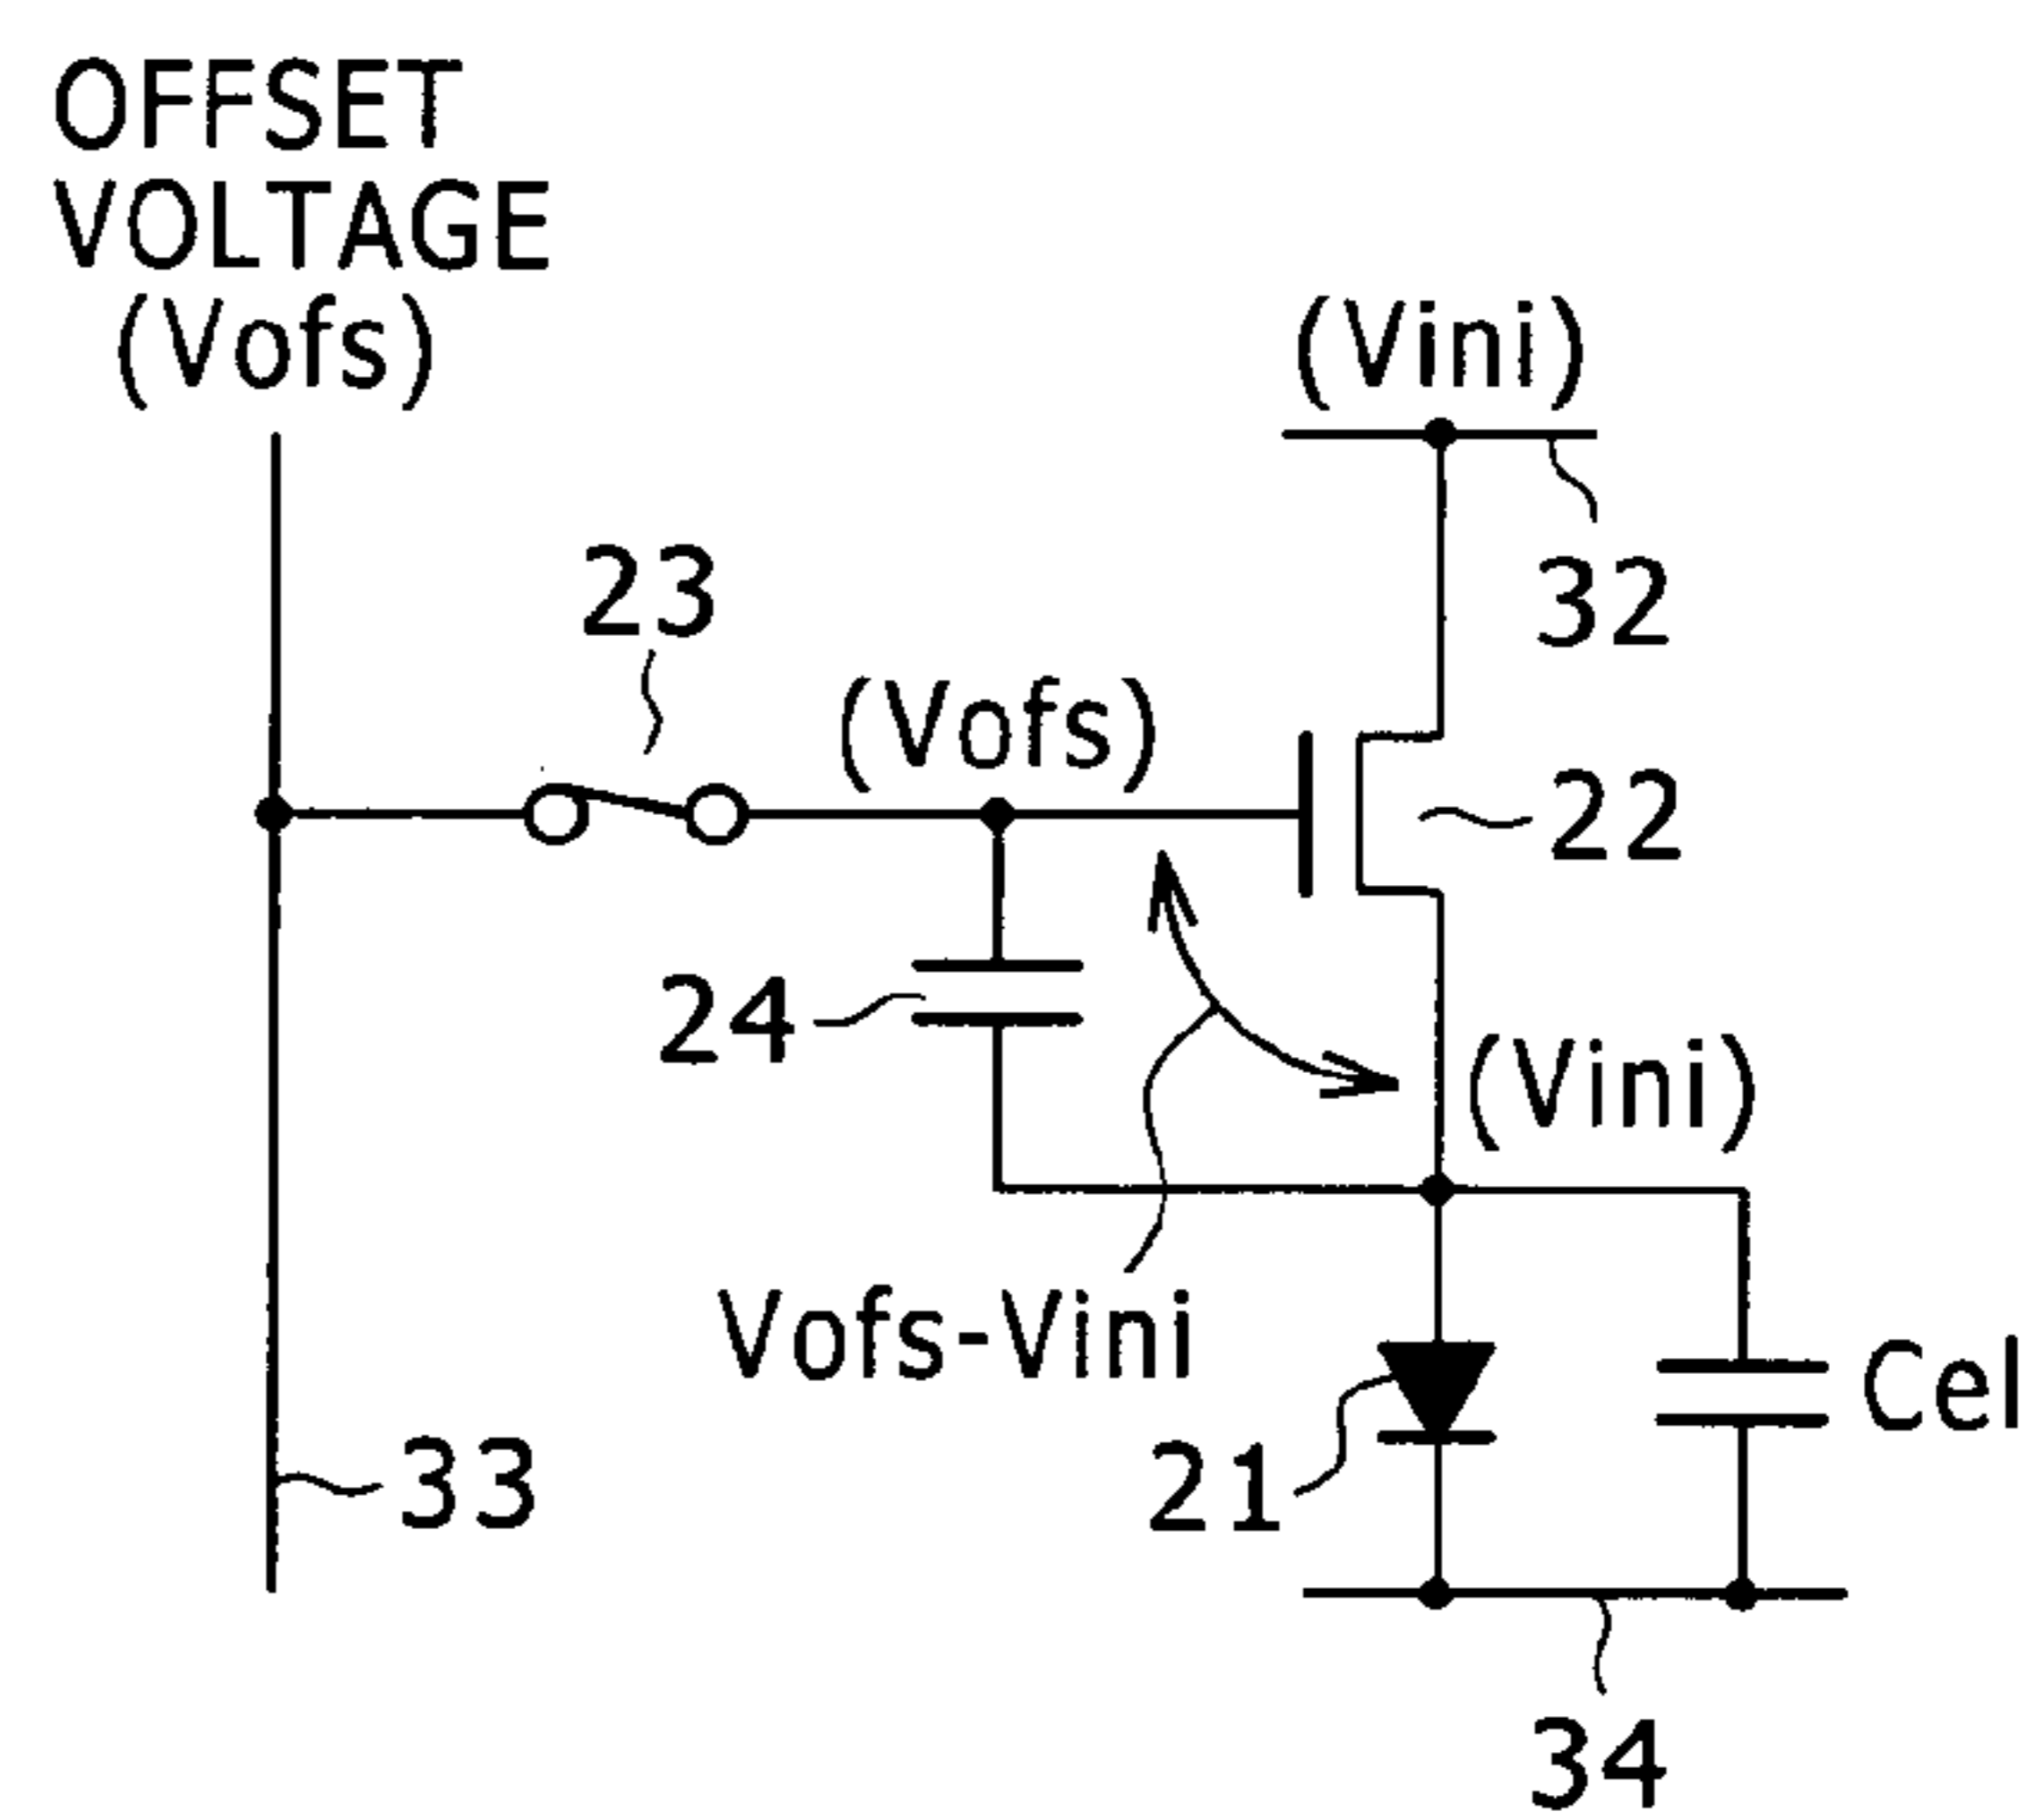 OFFSET
VOLTAGE
(Vofs)
(Vini)
32
23
(Vofs)
22
24
(Vini)
Vofs-Vini
Cel
21
33
34